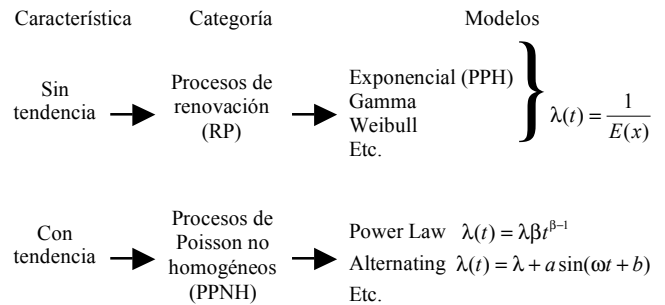 Característica Categoría Modelos
Sin
tendencia
Procesos de
renovación
(RP)
Exponencial (PPH)
Gamma
Weibull
Etc.
λ(t) = 1 / E(x)
Con
tendencia
Procesos de
Poisson no
homogéneos
(PPNH)
Power Law λ(t) = λβt^β−1
Alternating λ(t) = λ + a sin(ωt + b)
Etc.